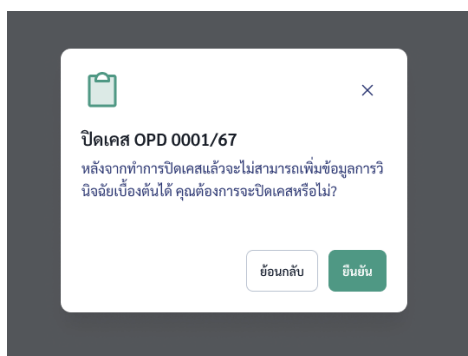 ปิดเคส OPD 0001/67
หลังจากทำการปิดเคสแล้วจะไม่สามารถเพิ่มข้อมูลการวิ
นิจฉัยเบื้องต้นได้ คุณต้องการจะปิดเคสหรือไม่?
ย้อนกลับ ยืนยัน